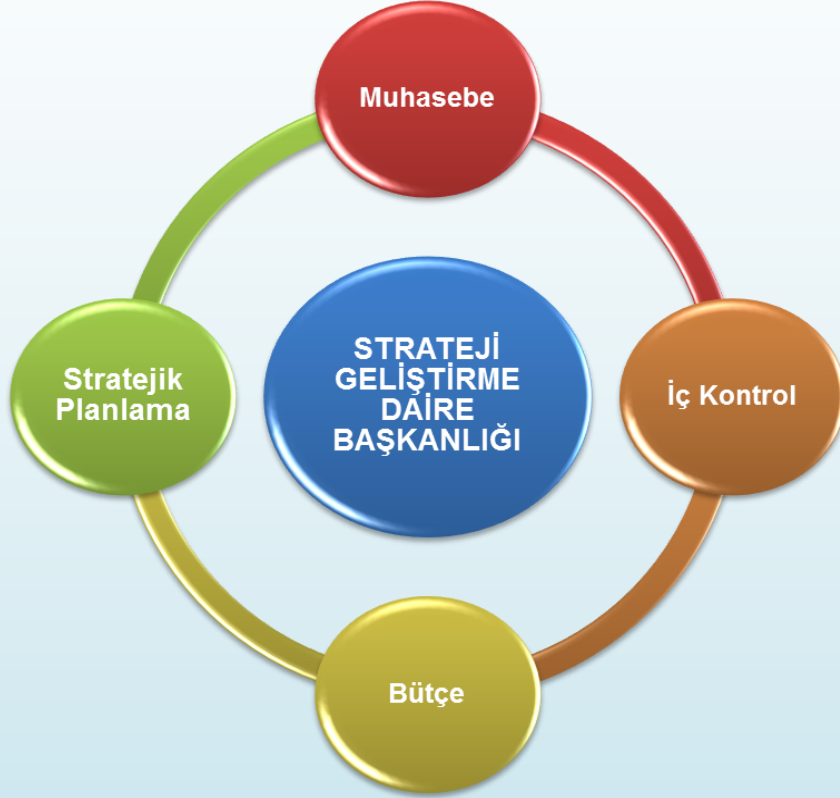 Muhasebe
Stratejik
Planlama
STRATEJİ
GELİŞTİRME
DAİRE
BAŞKANLIĞI
İç Kontrol
Bütçe